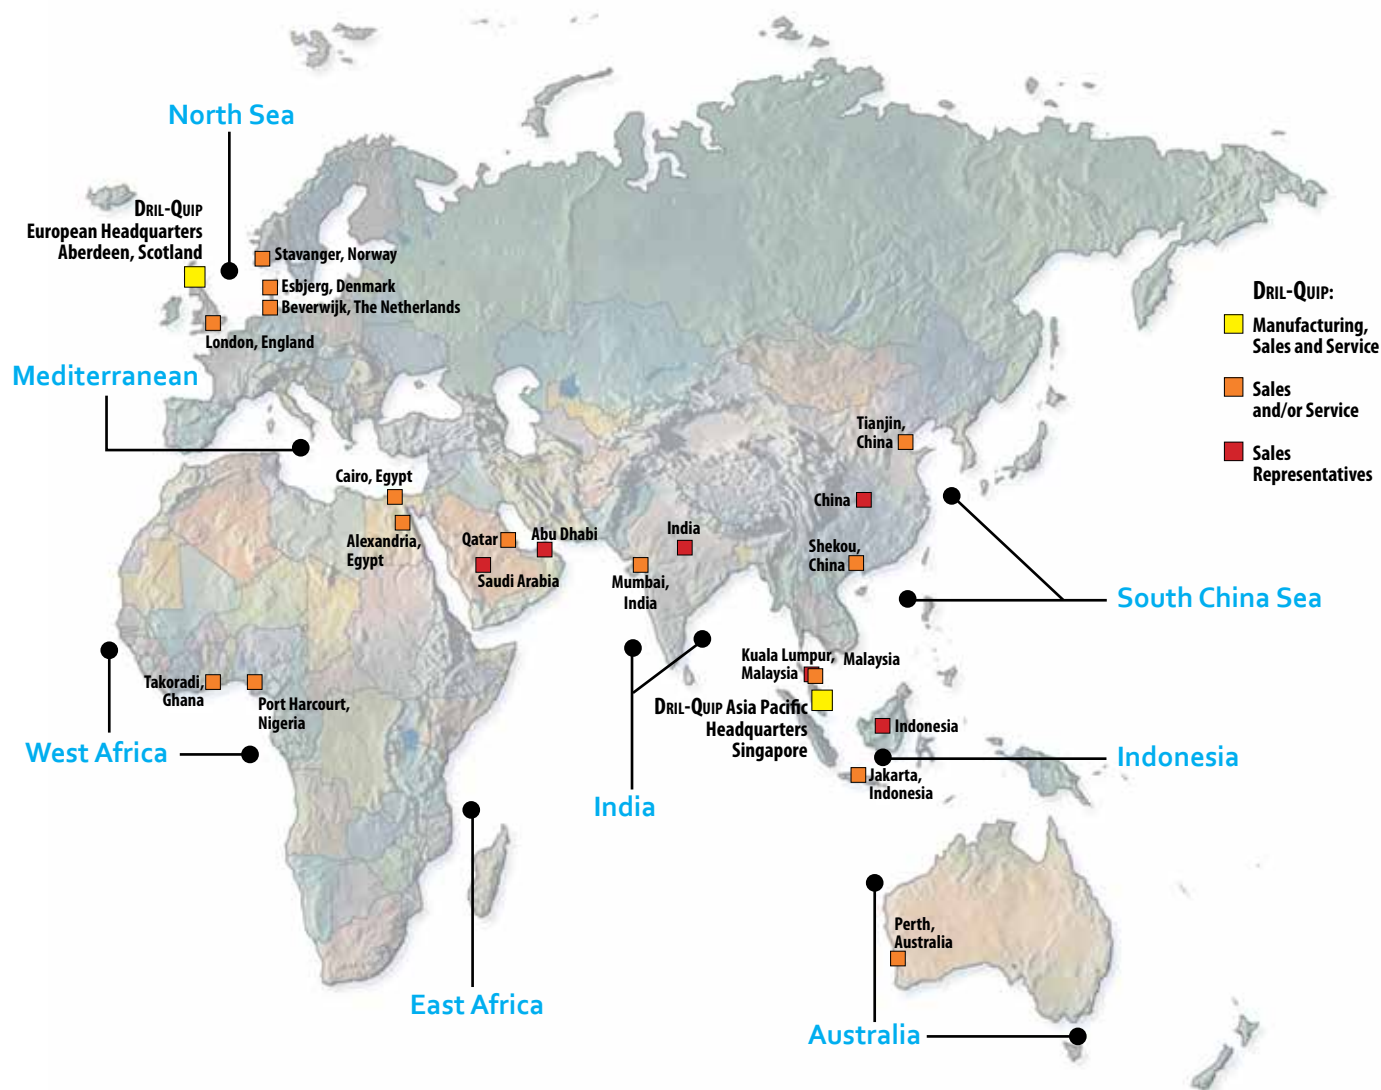 North Sea
DRIL-QUIP
European Headquarters
Aberdeen, Scotland
Stavanger, Norway
Esbjerg, Denmark
Beverwijk, The Netherlands
London, England
Mediterranean
DRIL-QUIP:
Manufacturing,
Sales and Service
Sales
and/or Service
Sales
Representatives
Tianjin,
China
Cairo, Egypt
Alexandria,
Egypt
Qatar
Abu Dhabi
Saudi Arabia
India
Mumbai,
India
China
Shekou,
China
South China Sea
Kuala Lumpur,
Malaysia
Malaysia
DRIL-QUIP Asia Pacific
Headquarters
Singapore
Takoradi,
Ghana
Port Harcourt,
Nigeria
West Africa
Indonesia
Indonesia
Jakarta,
Indonesia
India
East Africa
Perth,
Australia
Australia